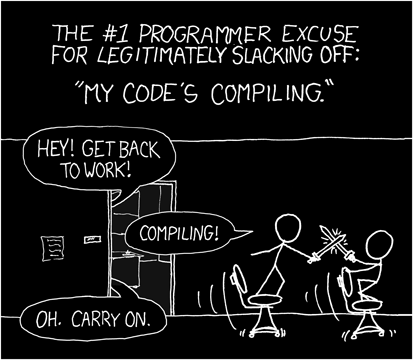 THE #1 PROGRAMMER EXCUSE
FOR LEGITIMATELY SLACKING OFF:
"MY CODE'S COMPILING."
HEY! GET BACK
TO WORK!
COMPILING!
OH. CARRY ON.